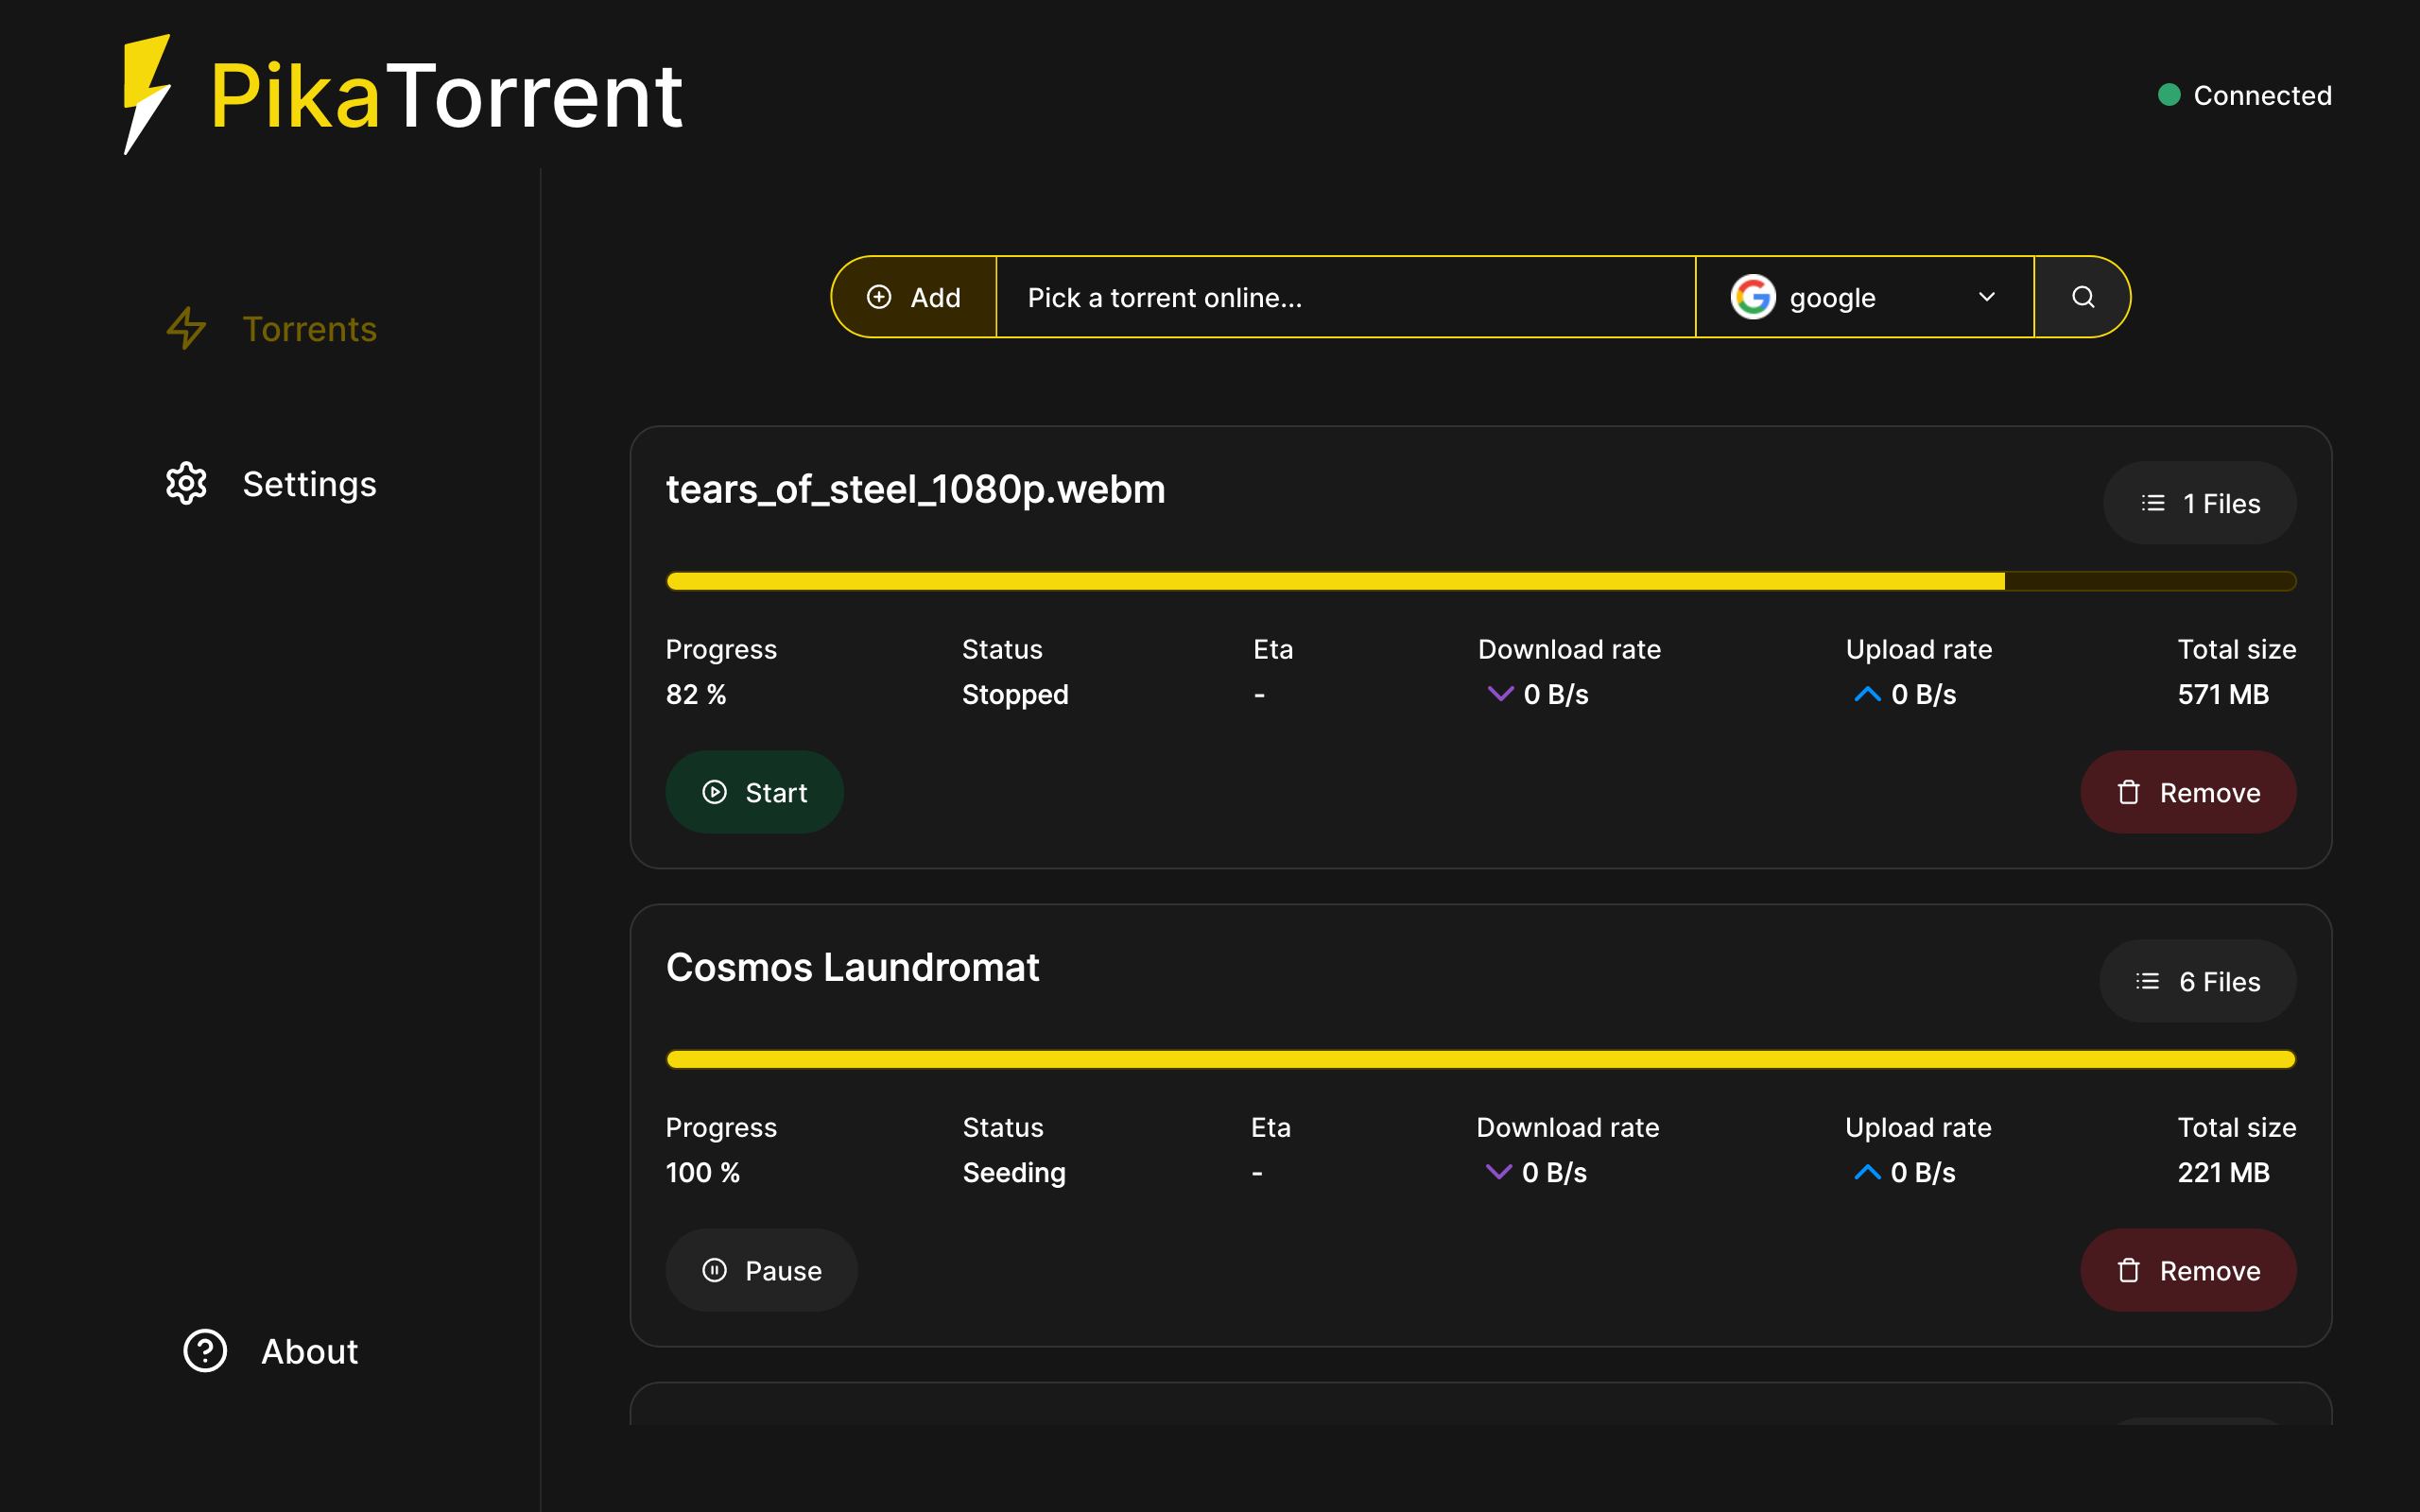 PikaTorrent
Connected
Torrents
Settings
About
Add
Pick a torrent online...
google
tears_of_steel_1080p.webm
1 Files
Progress Status Eta Download rate Upload rate Total size
82 % Stopped - 0 B/s 0 B/s 571 MB
Start Remove
Cosmos Laundromat
6 Files
Progress Status Eta Download rate Upload rate Total size
100 % Seeding - 0 B/s 0 B/s 221 MB
Pause Remove